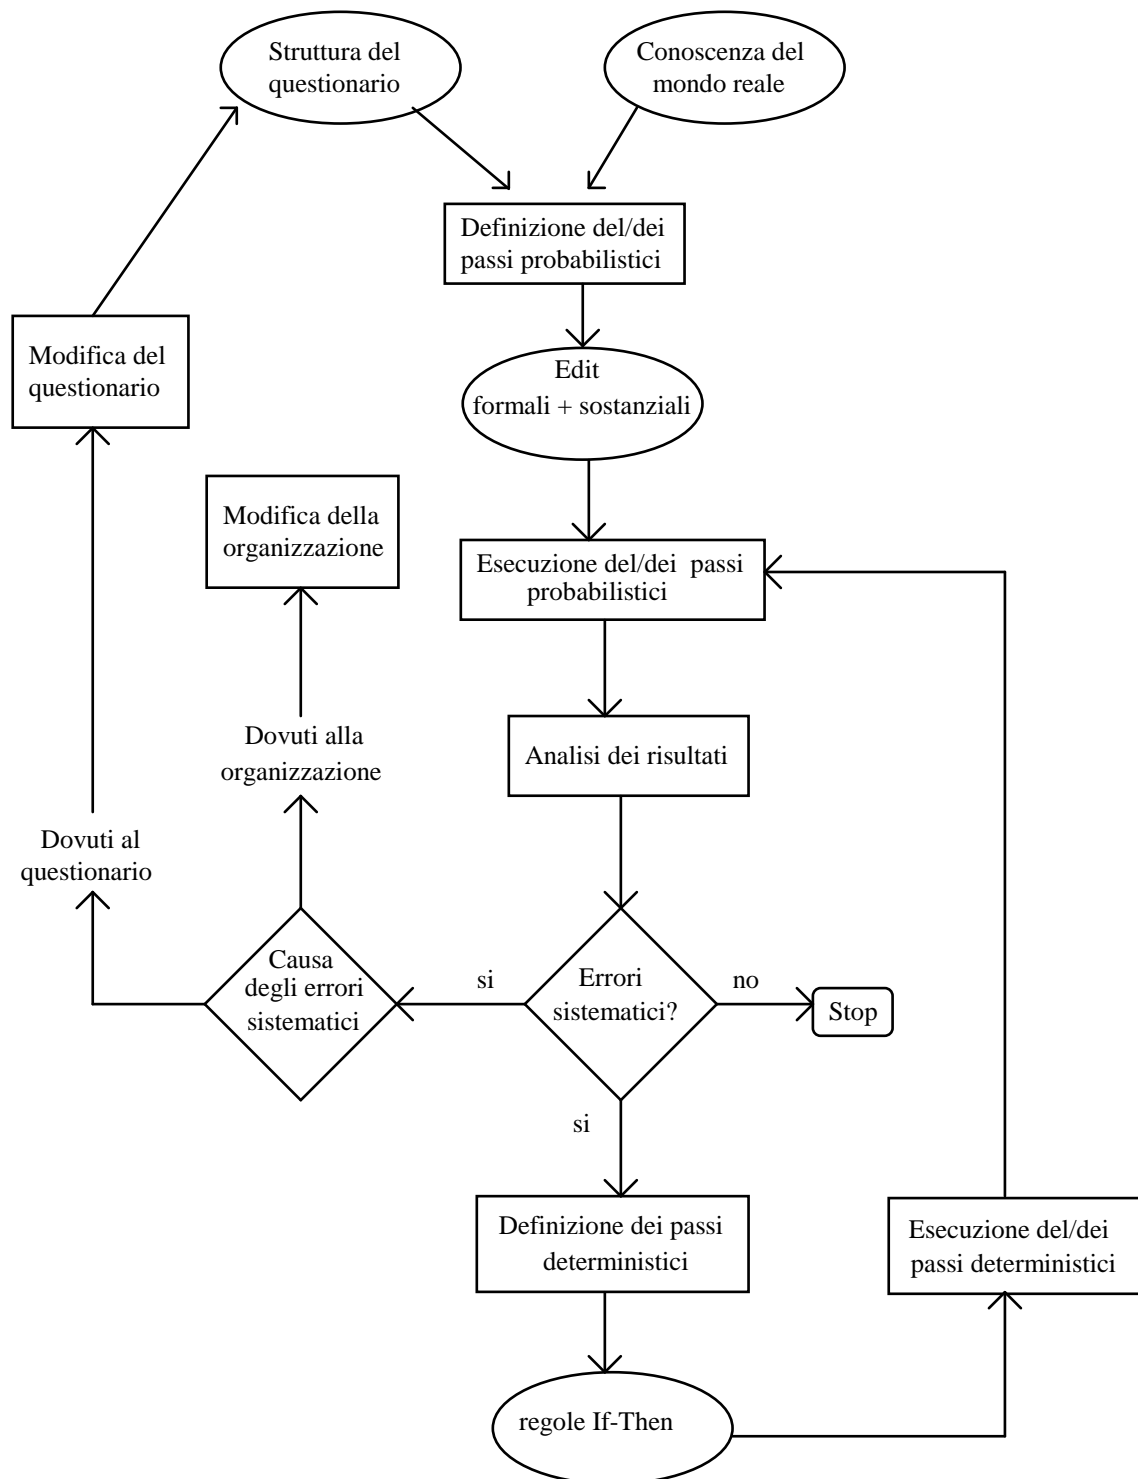 Struttura del
questionario
Conoscenza del
mondo reale
Definizione del/dei
passi probabilistici
Modifica del
questionario
Edit
formali + sostanziali
Modifica della
organizzazione
Esecuzione del/dei passi
probabilistici
Dovuti alla
organizzazione
Analisi dei risultati
Dovuti al
questionario
Causa
degli errori
sistematici
si
Errori
sistematici?
no
Stop
si
Definizione dei passi
deterministici
Esecuzione del/dei
passi deterministici
regole If-Then